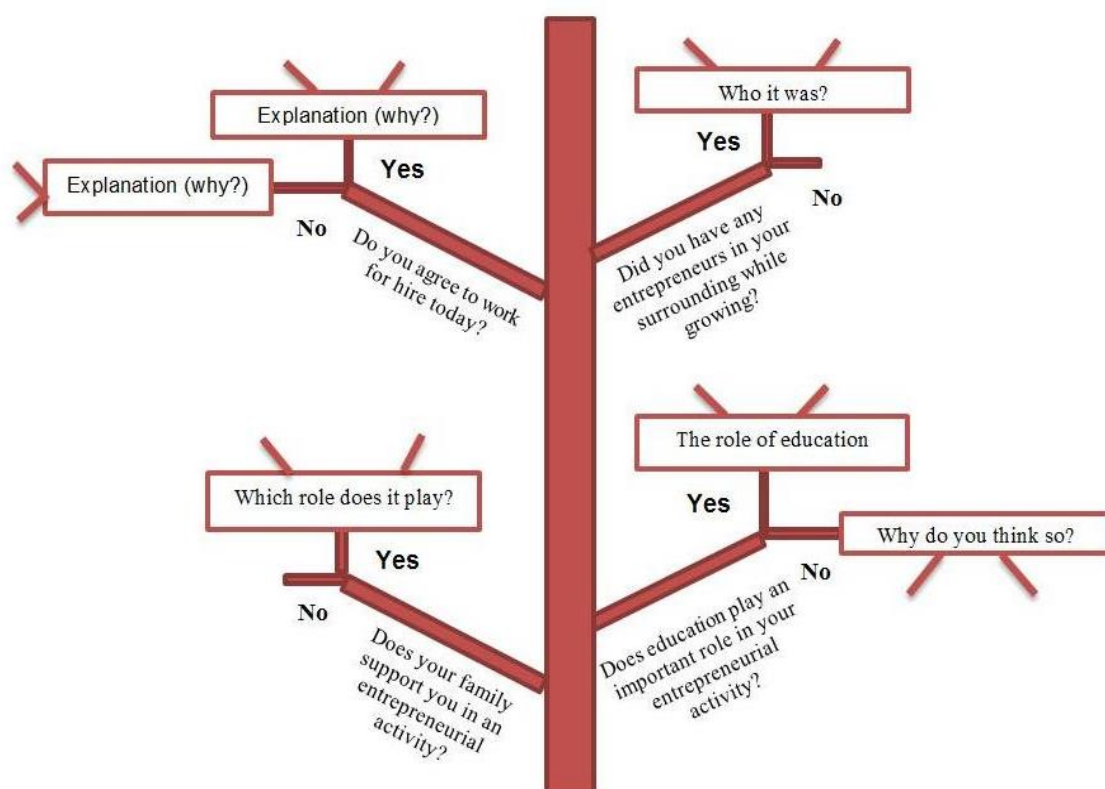 Explanation (why?)
Yes
Explanation (why?)
No
Do you agree to work
for hire today?
Who it was?
Yes
No
Did you have any
entrepreneurs in your
surrounding while
growing?
Which role does it play?
Yes
No
Does your family
support you in an
entrepreneurial
activity?
The role of education
Yes
Why do you think so?
No
Does education play an
important role in your
entrepreneurial
activity?